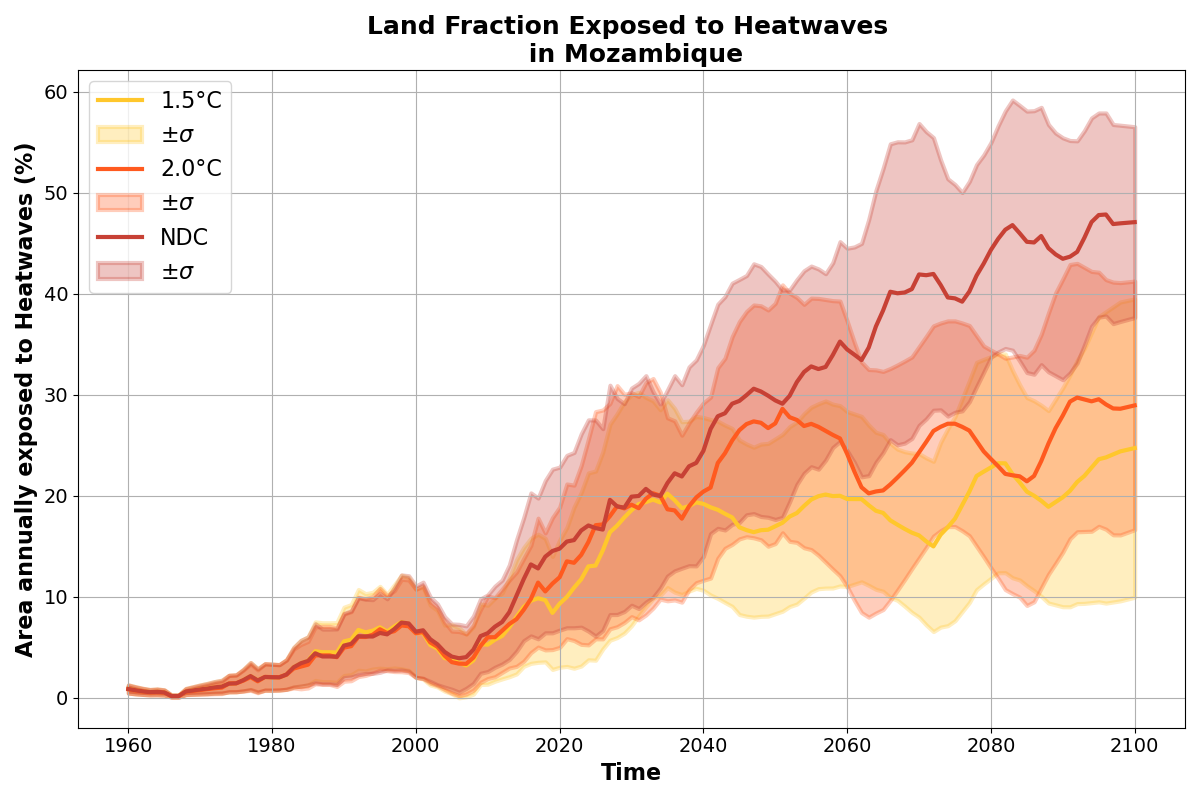 Land Fraction Exposed to Heatwaves
in Mozambique
1.5°C
±σ
2.0°C
±σ
NDC
±σ
Area annually exposed to Heatwaves (%)
60
50
40
30
20
10
0
1960
1980
2000
2020
2040
2060
2080
2100
Time